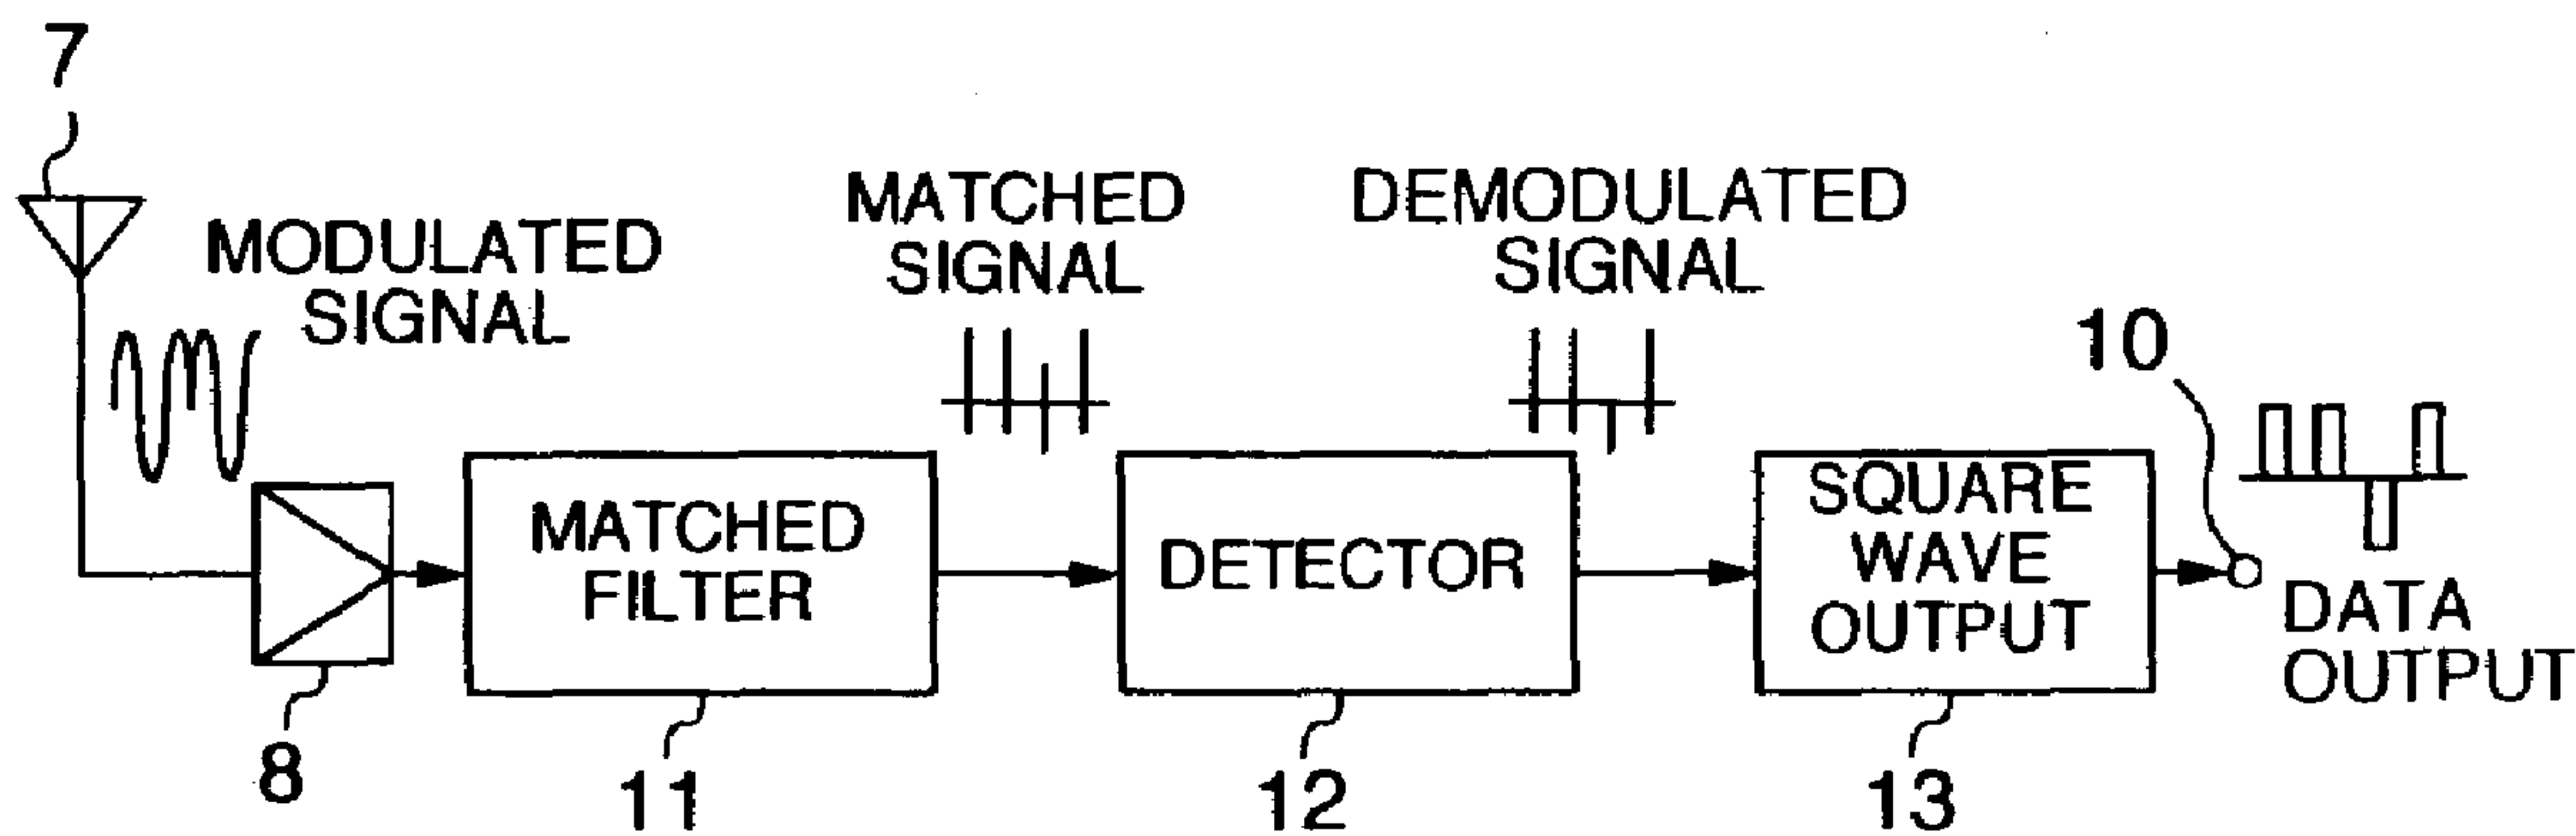 7
MODULATED
SIGNAL
MATCHED
SIGNAL
DEMODULATED
SIGNAL
10
MATCHED
FILTER
DETECTOR
SQUARE
WAVE
OUTPUT
DATA
OUTPUT
8
11
12
13